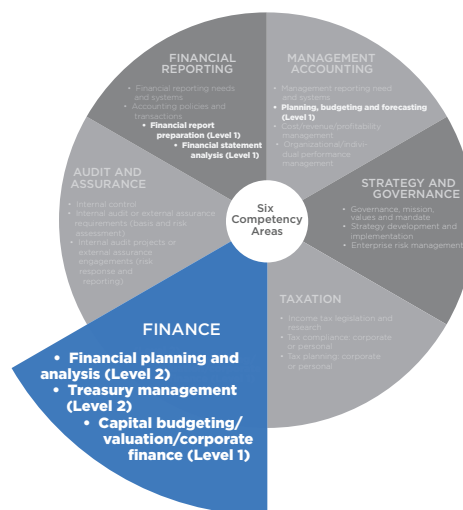 FINANCIAL
REPORTING
• Financial reporting needs
and systems
• Accounting policies and
transactions
• Financial report
preparation (Level 1)
• Financial statement
analysis (Level 1)
MANAGEMENT
ACCOUNTING
• Management reporting need
and systems
• Planning, budgeting and forecasting
(Level 1)
• Cost/revenue/profitability
management
• Organizational/indivi-
dual performance
management
AUDIT AND
ASSURANCE
• Internal control
• Internal audit or external assurance
requirements (basis and risk
assessment)
• Internal audit projects or
external assurance
engagements (risk
response and
reporting)
Six
Competency
Areas
STRATEGY AND
GOVERNANCE
• Governance, mission,
values and mandate
• Strategy development and
implementation
• Enterprise risk management
FINANCE
• Financial planning and
analysis (Level 2)
• Treasury management
(Level 2)
• Capital budgeting/
valuation/corporate
finance (Level 1)
TAXATION
• Income tax legislation and
research
• Tax compliance: corporate
or personal
• Tax planning: corporate
or personal